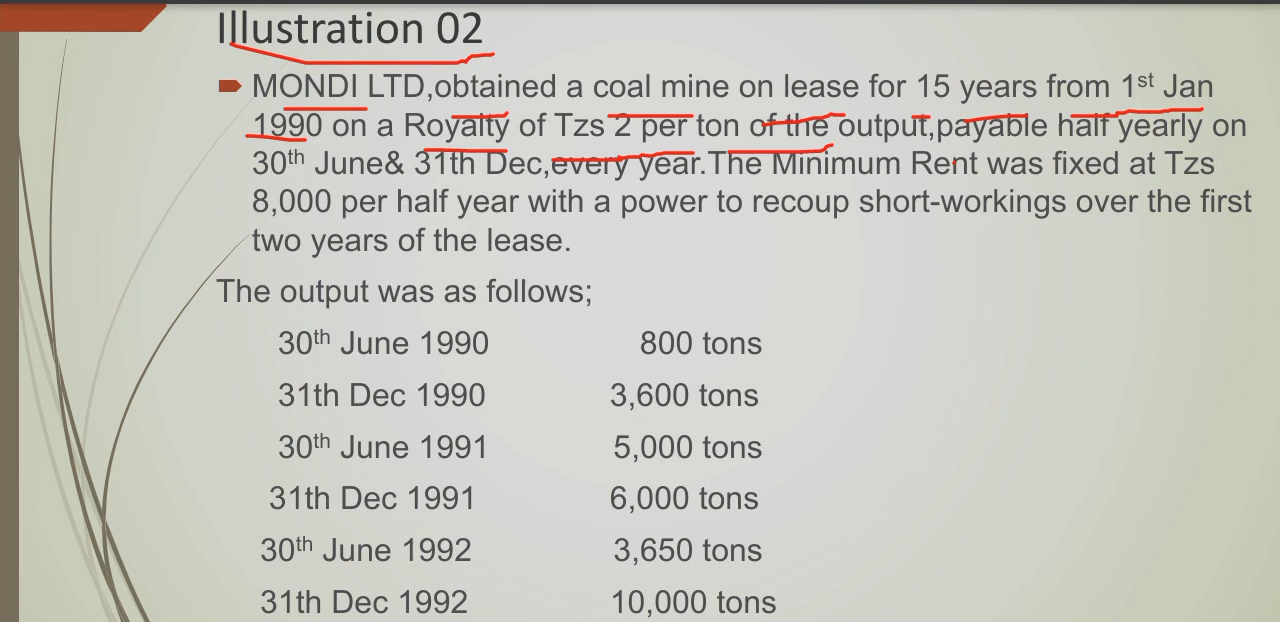 Illustration 02
MONDI LTD,obtained a coal mine on lease for 15 years from 1st Jan
1990 on a Royalty of Tzs 2 per ton of the output,payable half yearly on
30th June& 31th Dec,every year.The Minimum Rent was fixed at Tzs
8,000 per half year with a power to recoup short-workings over the first
two years of the lease.
The output was as follows;
30th June 1990 800 tons
31th Dec 1990 3,600 tons
30th June 1991 5,000 tons
31th Dec 1991 6,000 tons
30th June 1992 3,650 tons
31th Dec 1992 10,000 tons